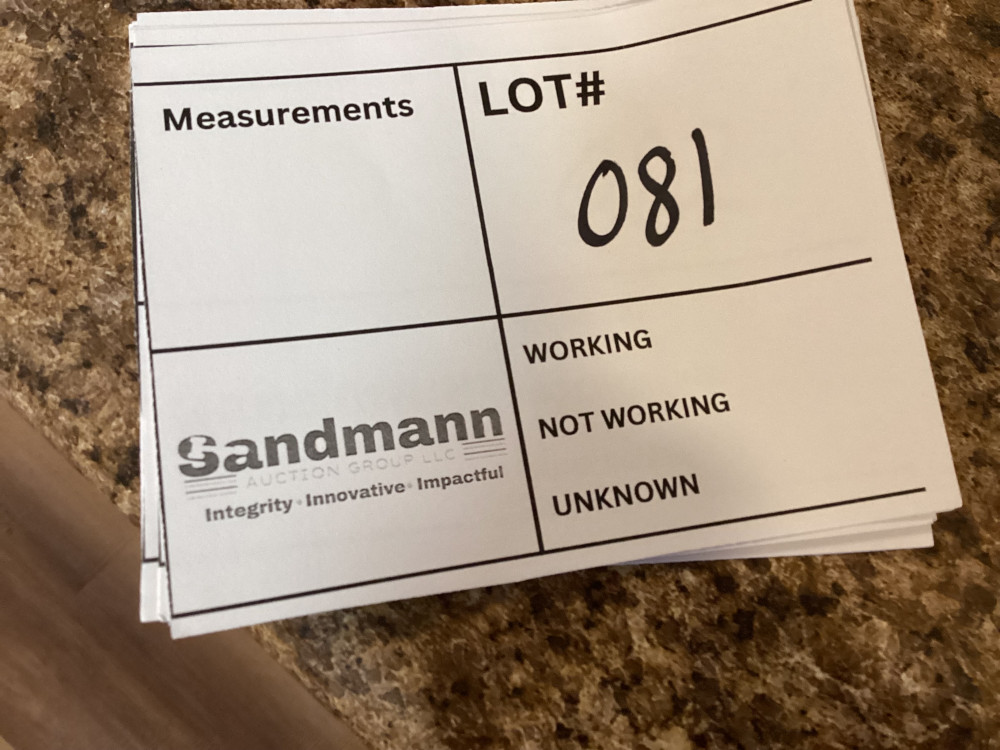 Measurements
LOT#
081
WORKING
NOT WORKING
UNKNOWN
Sandmann
AUCTION GROUP LLC
Integrity • Innovative • Impactful